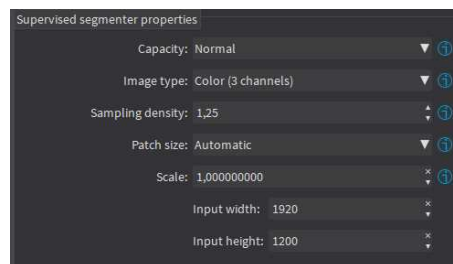 Supervised segmenter properties
Capacity: Normal
Image type: Color (3 channels)
Sampling density: 1,25
Patch size: Automatic
Scale: 1,000000000
Input width: 1920
Input height: 1200